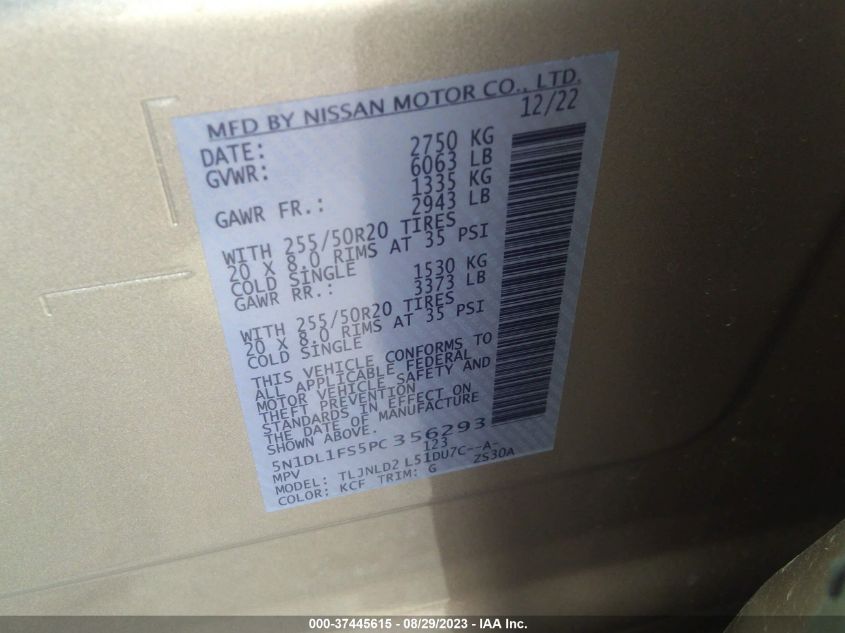 MFD BY NISSAN MOTOR CO., LTD.
DATE: 12/22
GVWR: 2750 KG
6063 LB
GAWR FR.: 1335 KG
2943 LB
WITH 255/50R20 TIRES
20 X 8.0 RIMS AT 35 PSI
COLD SINGLE
GAWR RR.: 1530 KG
3373 LB
WITH 255/50R20 TIRES
20 X 8.0 RIMS AT 35 PSI
COLD SINGLE
THIS VEHICLE CONFORMS TO
ALL APPLICABLE FEDERAL
MOTOR VEHICLE SAFETY AND
THEFT PREVENTION
STANDARDS IN EFFECT ON
THE DATE OF MANUFACTURE
SHOWN ABOVE.
5N1DL1FS5PC356293
MPV 123
MODEL: TLJNLD2 L51DU7C--A-
COLOR: KCF TRIM: G ZS30A
000-37445615 - 08/29/2023 - IAA Inc.